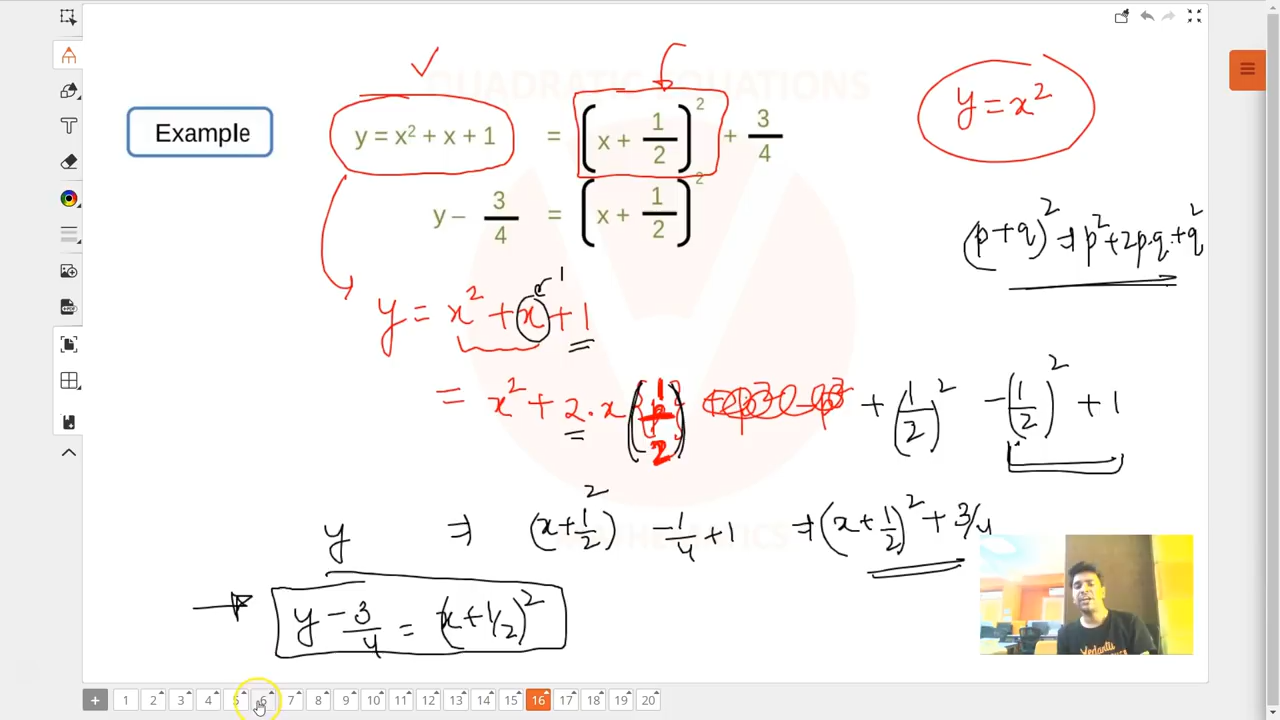 QUADRATIC EQUATIONS
Example
y = x² + x + 1 = (x + 1/2)² + 3/4
y – 3/4 = (x + 1/2)²
y = x²
(p+q)² ⇒ p²+2p.q.+q²
y = x² + x + 1
1
= x² + 2.x(1/2) + (1/2)² - (1/2)² + 1
y ⇒ (x+1/2)² - 1/4 + 1 ⇒ (x+1/2)² + 3/4
y - 3/4 = (x+1/2)²
MATHEMATICS
Vedantu
+ 1 2 3 4 5 6 7 8 9 10 11 12 13 14 15 16 17 18 19 20